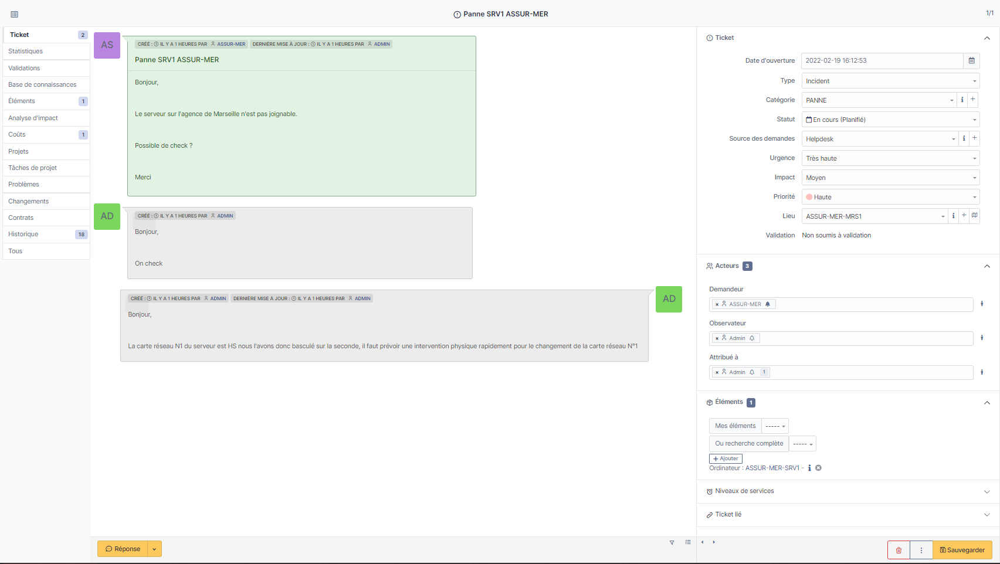 Panne SRV1 ASSUR-MER
1/1
Ticket 2
Statistiques
Validations
Base de connaissances
Éléments 1
Analyse d'impact
Coûts 1
Projets
Tâches de projet
Problèmes
Changements
Contrats
Historique 18
Tous
AS
CRÉÉ : IL Y A 1 HEURES PAR ASSUR-MER DERNIÈRE MISE À JOUR : IL Y A 1 HEURES PAR ADMIN
Panne SRV1 ASSUR-MER
Bonjour,
Le serveur sur l'agence de Marseille n'est pas joignable.
Possible de check ?
Merci
AD
CRÉÉ : IL Y A 1 HEURES PAR ADMIN
Bonjour,
On check
CRÉÉ : IL Y A 1 HEURES PAR ADMIN DERNIÈRE MISE À JOUR : IL Y A 1 HEURES PAR ADMIN
AD
Bonjour,
La carte réseau N1 du serveur est HS nous l'avons donc basculé sur la seconde, il faut prévoir une intervention physique rapidement pour le changement de la carte réseau N°1
Réponse
Ticket
Date d'ouverture 2022-02-19 16:12:53
Type Incident
Catégorie PANNE
Statut En cours (Planifié)
Source des demandes Helpdesk
Urgence Très haute
Impact Moyen
Priorité Haute
Lieu ASSUR-MER-MRS1
Validation Non soumis à validation
Acteurs 3
Demandeur
× ASSUR-MER
Observateur
× Admin
Attribué à
× Admin 1
Éléments 1
Mes éléments -----
Ou recherche complète -----
+ Ajouter
Ordinateur : ASSUR-MER-SRV1 -
Niveaux de services
Ticket lié
Sauvegarder